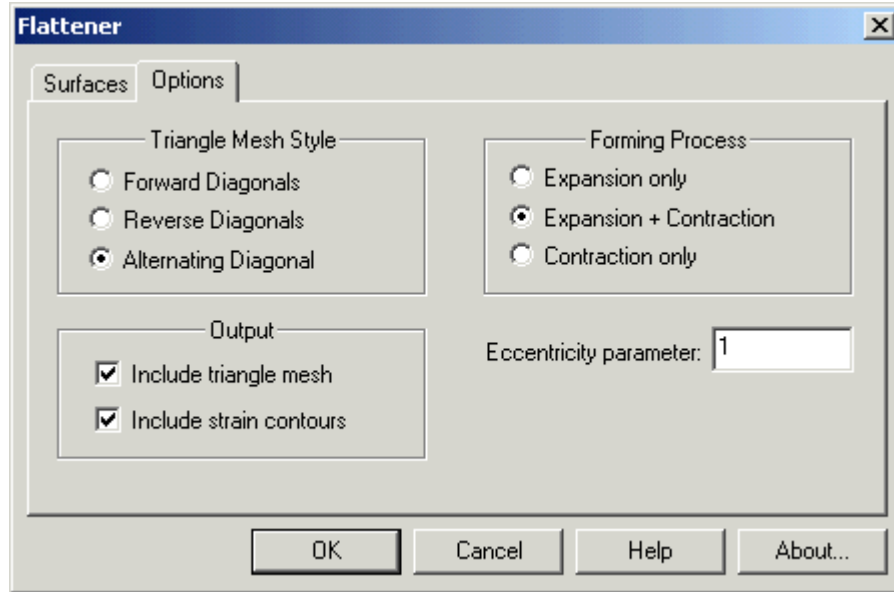 Flattener
Surfaces
Options
Triangle Mesh Style
Forward Diagonals
Reverse Diagonals
Alternating Diagonal
Forming Process
Expansion only
Expansion + Contraction
Contraction only
Output
Include triangle mesh
Include strain contours
Eccentricity parameter: 1
OK
Cancel
Help
About...